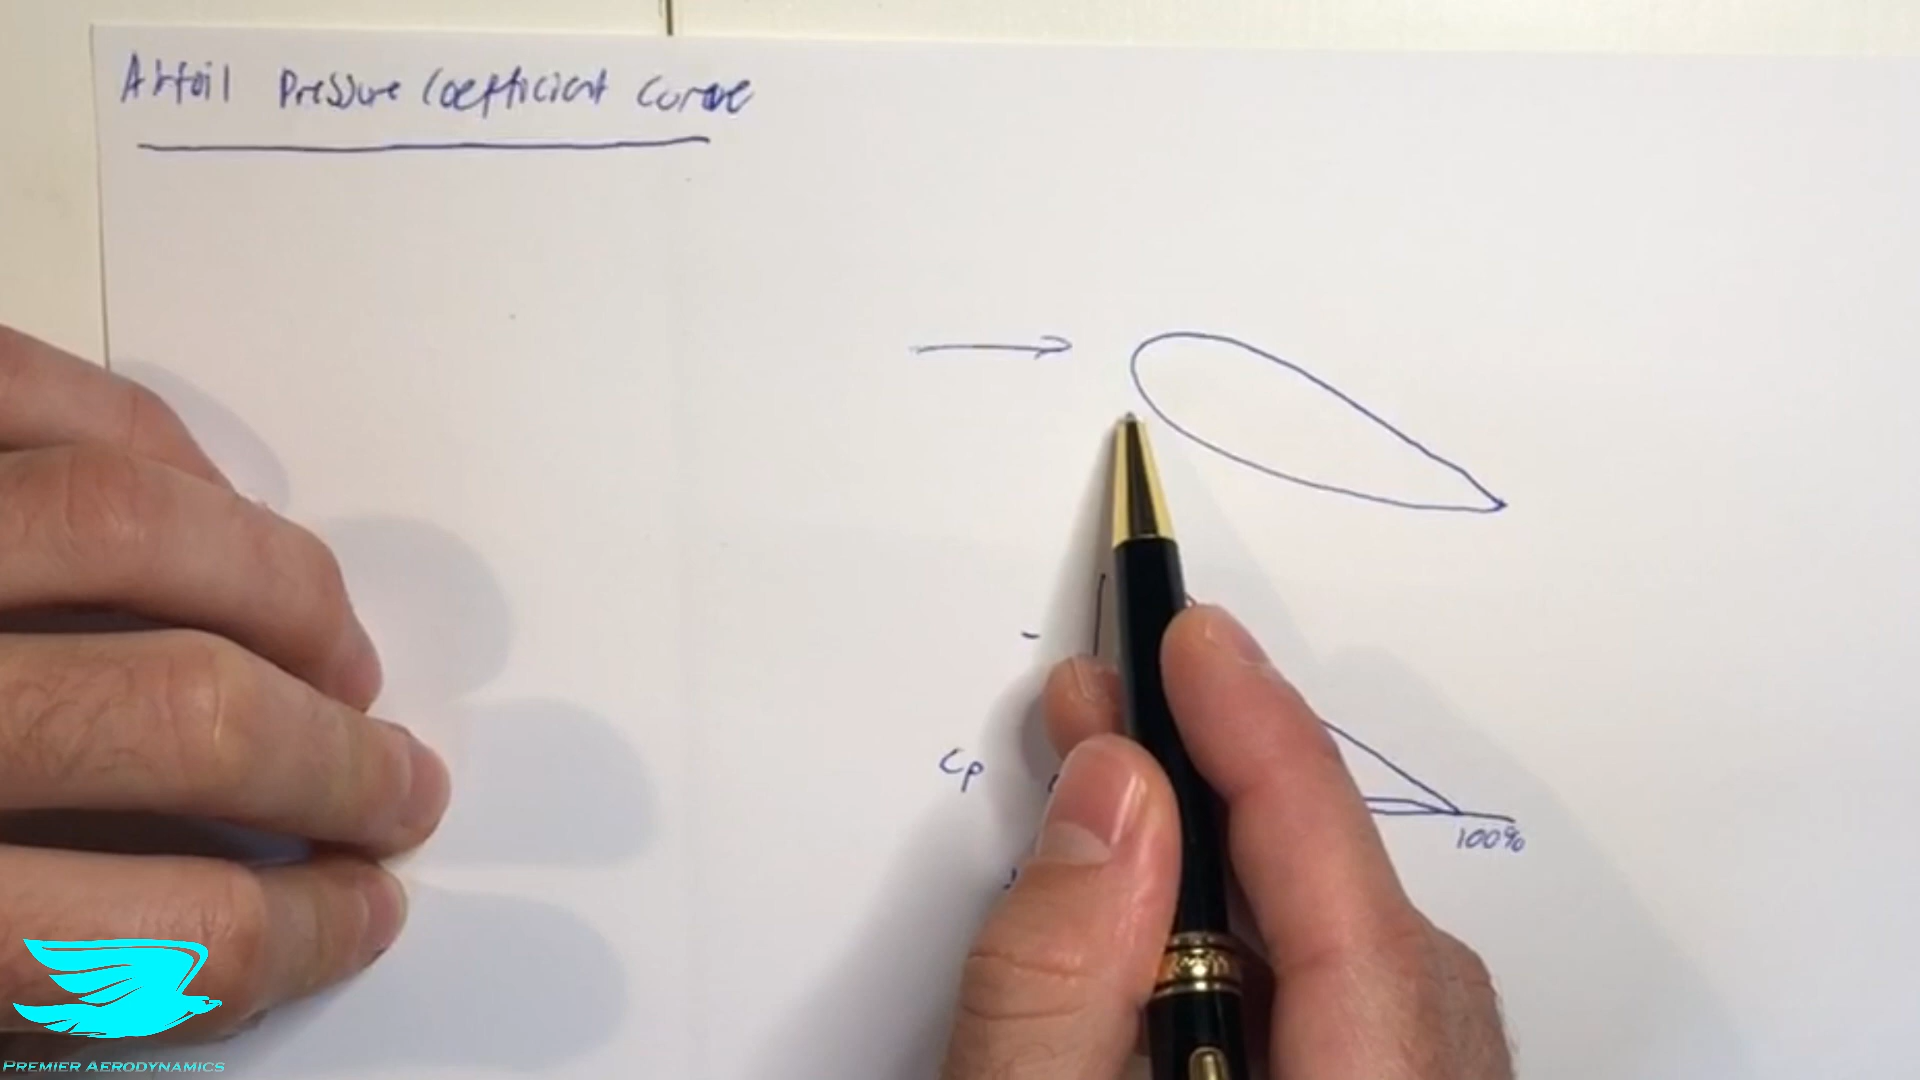 Airfoil Pressure Coefficient Curve
-
Cp
100%
PREMIER AERODYNAMICS